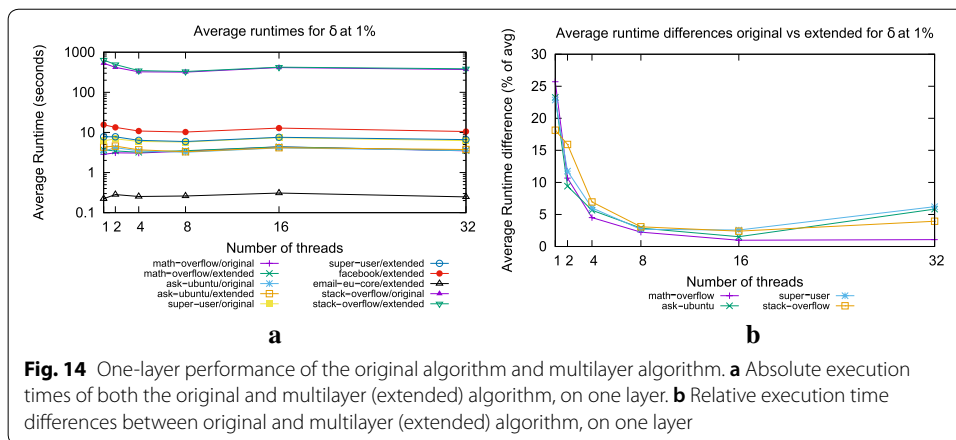 Average runtimes for δ at 1%
Average Runtime (seconds)
1000
100
10
1
0.1
1 2 4 8 16 32
Number of threads
math-overflow/original
math-overflow/extended
ask-ubuntu/original
ask-ubuntu/extended
super-user/original
super-user/extended
facebook/extended
email-eu-core/extended
stack-overflow/original
stack-overflow/extended
a
Average runtime differences original vs extended for δ at 1%
Average Runtime difference (% of avg)
30
25
20
15
10
5
0
1 2 4 8 16 32
Number of threads
math-overflow
ask-ubuntu
super-user
stack-overflow
b
Fig. 14 One-layer performance of the original algorithm and multilayer algorithm. a Absolute execution
times of both the original and multilayer (extended) algorithm, on one layer. b Relative execution time
differences between original and multilayer (extended) algorithm, on one layer